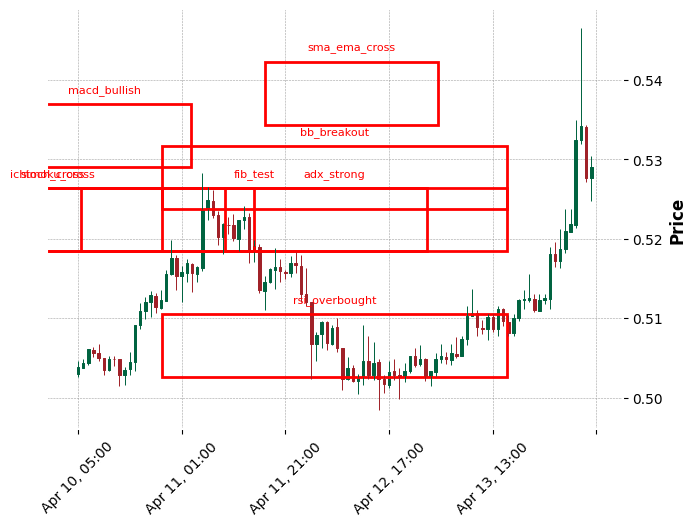 sma_ema_cross
macd_bullish
bb_breakout
fib_test
adx_strong
rsi_overbought
0.54
0.53
0.52
0.51
0.50
Price
Apr 10, 05:00
Apr 11, 01:00
Apr 11, 21:00
Apr 12, 17:00
Apr 13, 13:00